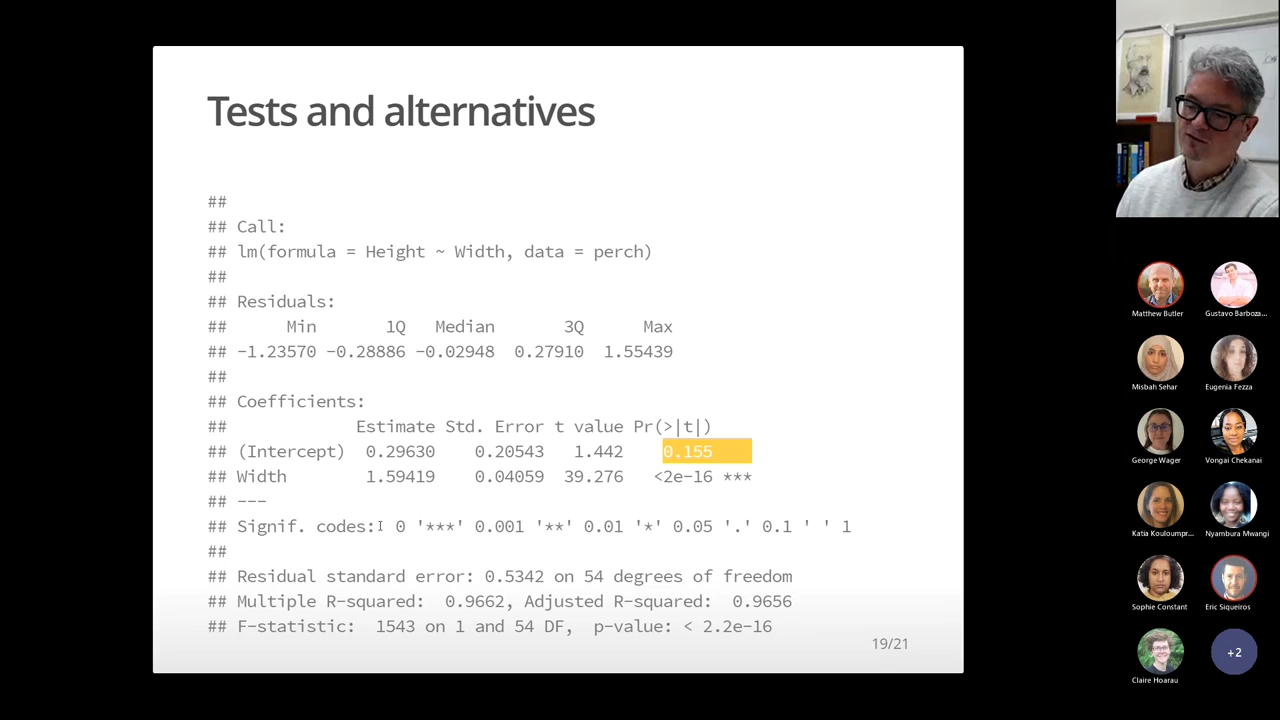 Tests and alternatives
##
## Call:
## lm(formula = Height ~ Width, data = perch)
##
## Residuals:
##      Min       1Q   Median       3Q      Max
## -1.23570 -0.28886 -0.02948  0.27910  1.55439
##
## Coefficients:
##             Estimate Std. Error t value Pr(>|t|)
## (Intercept)  0.29630    0.20543   1.442    0.155
## Width        1.59419    0.04059  39.276   <2e-16 ***
## ---
## Signif. codes:  0 '***' 0.001 '**' 0.01 '*' 0.05 '.' 0.1 ' ' 1
##
## Residual standard error: 0.5342 on 54 degrees of freedom
## Multiple R-squared:  0.9662, Adjusted R-squared:  0.9656
## F-statistic:  1543 on 1 and 54 DF,  p-value: < 2.2e-16
19/21
Matthew Butler
Gustavo Barboza...
Misbah Sehar
Eugenia Fezza
George Wager
Vongai Chekanai
Katia Kouloumpr...
Nyambura Mwangi
Sophie Constant
Eric Siqueiros
Claire Hoarau
+2